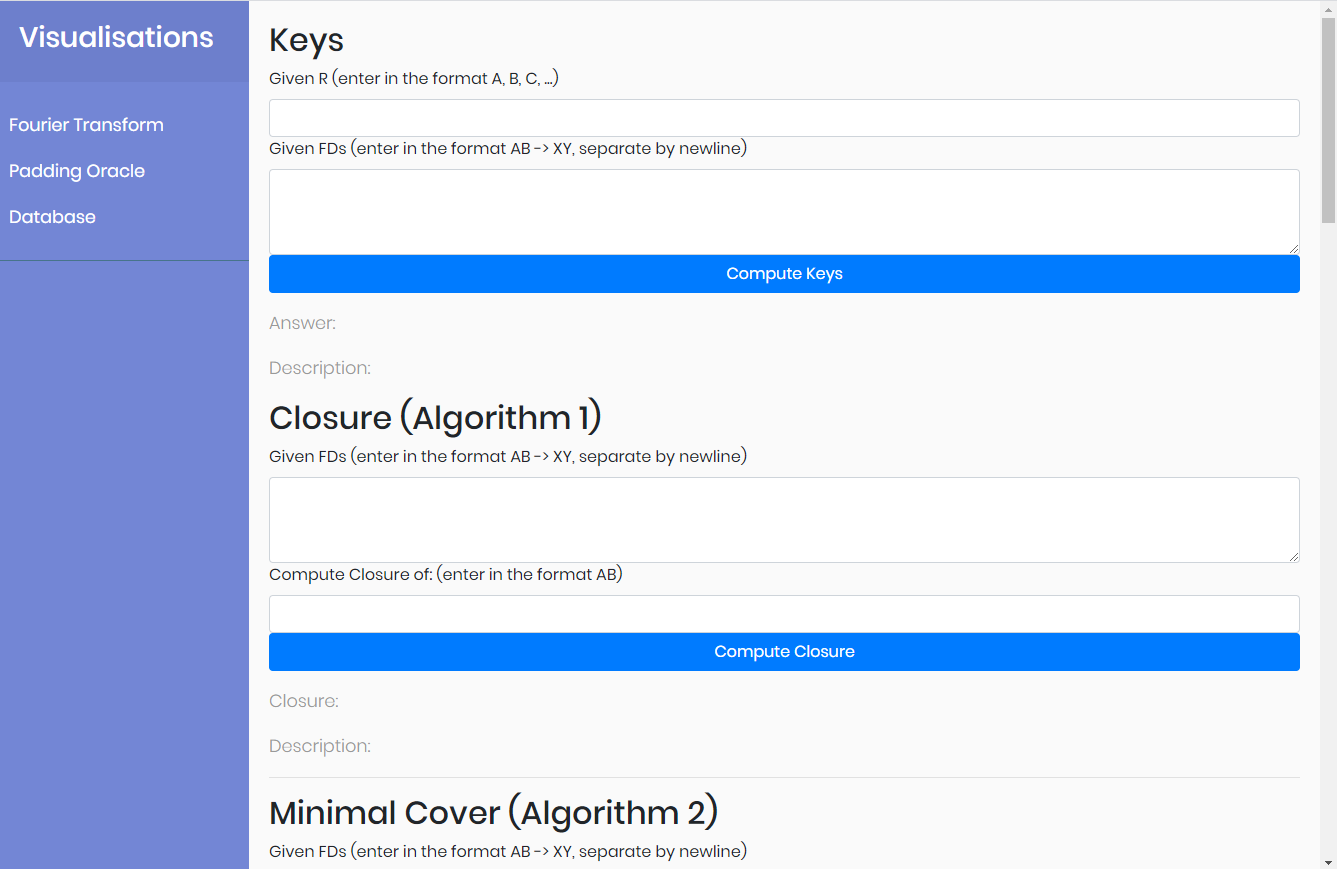 Visualisations
Fourier Transform
Padding Oracle
Database
Keys
Given R (enter in the format A, B, C, ...)
Given FDs (enter in the format AB -> XY, separate by newline)
Compute Keys
Answer:
Description:
Closure (Algorithm 1)
Given FDs (enter in the format AB -> XY, separate by newline)
Compute Closure of: (enter in the format AB)
Compute Closure
Closure:
Description:
Minimal Cover (Algorithm 2)
Given FDs (enter in the format AB -> XY, separate by newline)